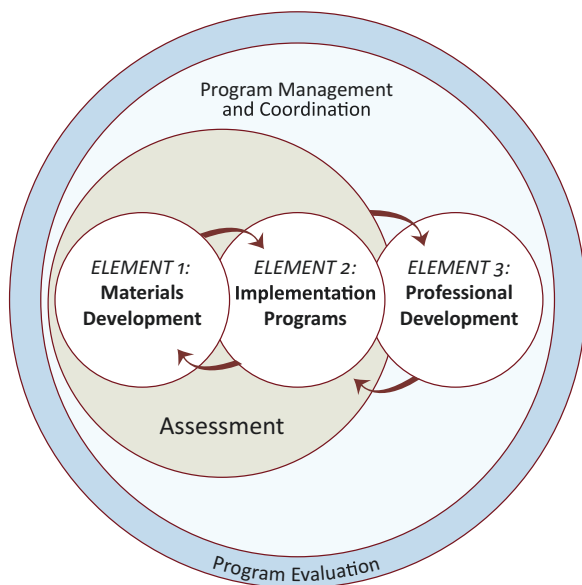 Program Management
and Coordination
ELEMENT 1:
Materials
Development
ELEMENT 2:
Implementation
Programs
ELEMENT 3:
Professional
Development
Assessment
Program Evaluation